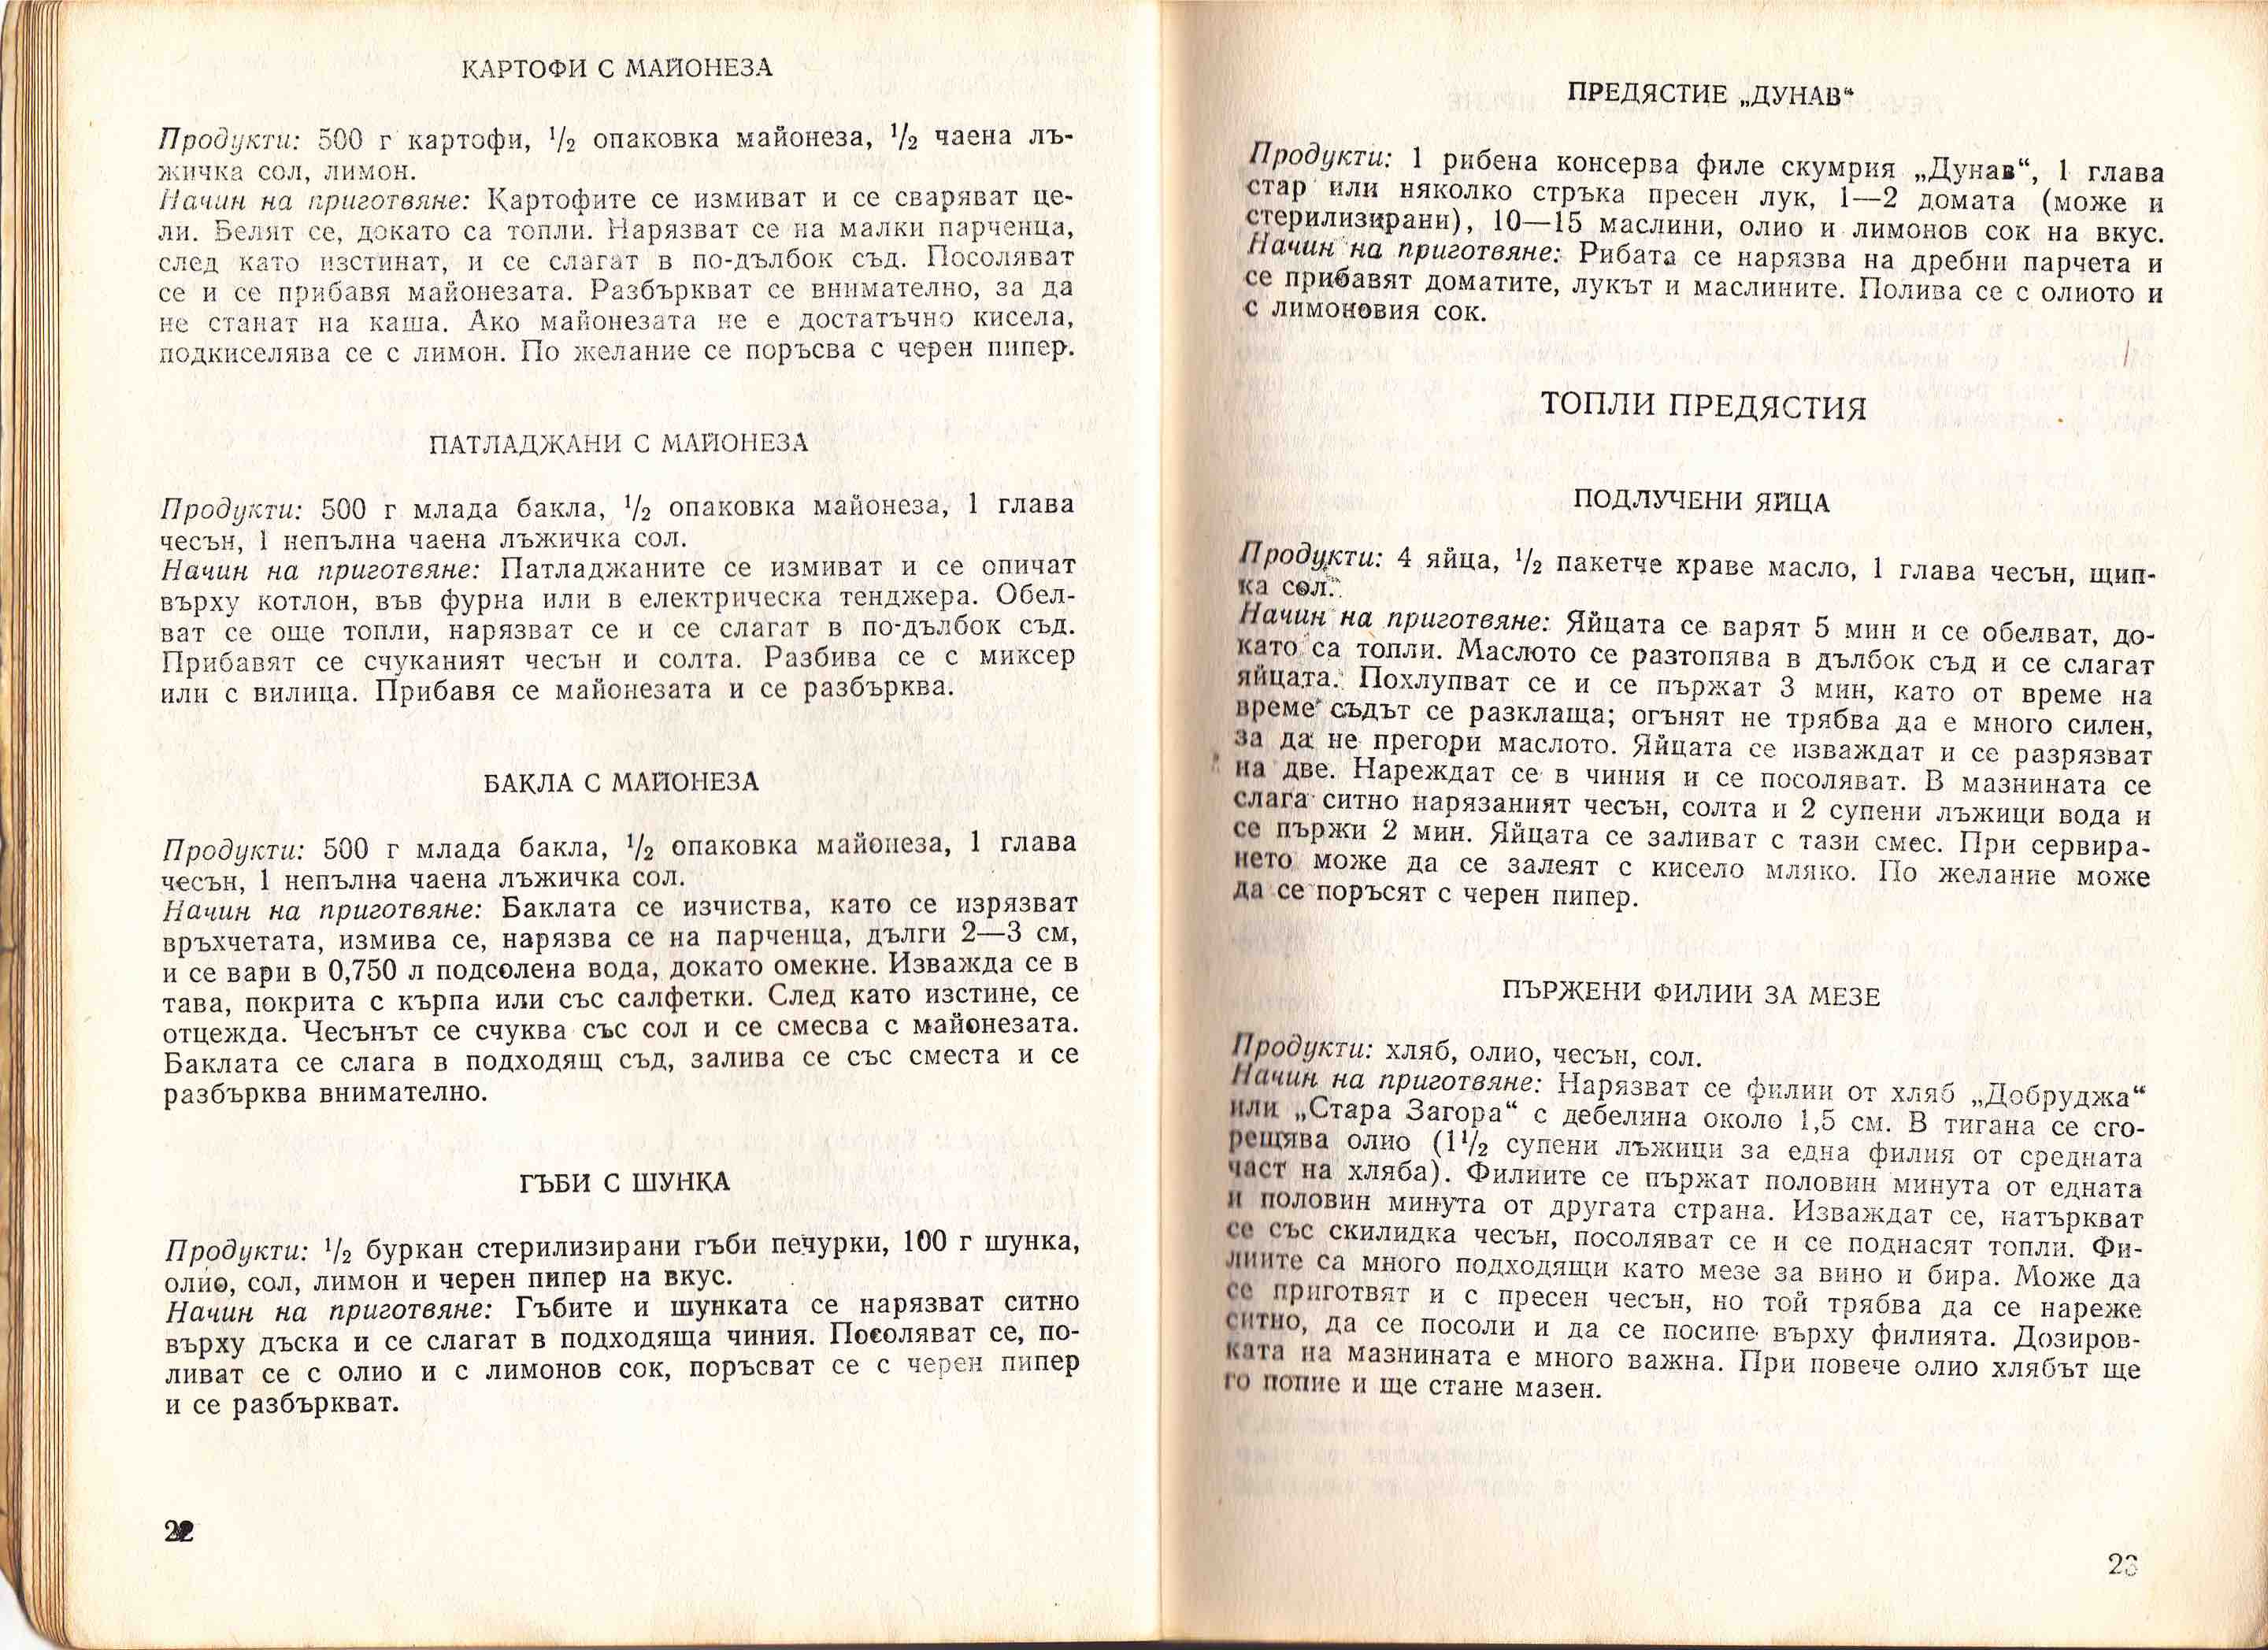 КАРТОФИ С МАЙОНЕЗА
Продукти: 500 г картофи, ¹/₂ опаковка майонеза, ¹/₂ чаена лъ-
жичка сол, лимон.
Начин на приготвяне: Картофите се измиват и се сваряват це-
ли. Белят се, докато са топли. Нарязват се на малки парченца,
след като изстинат, и се слагат в по-дълбок съд. Посоляват
се и се прибавя майонезата. Разбъркват се внимателно, за да
не станат на каша. Ако майонезата не е достатъчно кисела,
подкиселява се с лимон. По желание се поръсва с черен пипер.
ПАТЛАДЖАНИ С МАЙОНЕЗА
Продукти: 500 г млада бакла, ¹/₂ опаковка майонеза, 1 глава
чесън, 1 непълна чаена лъжичка сол.
Начин на приготвяне: Патладжаните се измиват и се опичат
върху котлон, във фурна или в електрическа тенджера. Обел-
ват се още топли, нарязват се и се слагат в по-дълбок съд.
Прибавят се счуканият чесън и солта. Разбива се с миксер
или с вилица. Прибавя се майонезата и се разбърква.
БАКЛА С МАЙОНЕЗА
Продукти: 500 г млада бакла, ¹/₂ опаковка майонеза, 1 глава
чесън, 1 непълна чаена лъжичка сол.
Начин на приготвяне: Баклата се изчиства, като се изрязват
връхчетата, измива се, нарязва се на парченца, дълги 2—3 см,
и се вари в 0,750 л подсолена вода, докато омекне. Изважда се в
тава, покрита с кърпа или със салфетки. След като изстине, се
отцежда. Чесънът се счуква със сол и се смесва с майонезата.
Баклата се слага в подходящ съд, залива се със сместа и се
разбърква внимателно.
ГЪБИ С ШУНКА
Продукти: ¹/₂ буркан стерилизирани гъби печурки, 100 г шунка,
олио, сол, лимон и черен пипер на вкус.
Начин на приготвяне: Гъбите и шунката се нарязват ситно
върху дъска и се слагат в подходяща чиния. Посоляват се, по-
ливат се с олио и с лимонов сок, поръсват се с черен пипер
и се разбъркват.
22
ПРЕДЯСТИЕ „ДУНАВ“
Продукти: 1 рибена консерва филе скумрия „Дунав“, 1 глава
стар или няколко стръка пресен лук, 1—2 домата (може и
стерилизирани), 10—15 маслини, олио и лимонов сок на вкус.
Начин на приготвяне: Рибата се нарязва на дребни парчета и
се прибавят доматите, лукът и маслините. Полива се с олиото и
с лимоновия сок.
ТОПЛИ ПРЕДЯСТИЯ
ПОДЛУЧЕНИ ЯЙЦА
Продукти: 4 яйца, ¹/₂ пакетче краве масло, 1 глава чесън, щип-
ка сол.
Начин на приготвяне: Яйцата се варят 5 мин и се обелват, до-
като са топли. Маслото се разтопява в дълбок съд и се слагат
яйцата. Похлупват се и се пържат 3 мин, като от време на
време съдът се разклаща; огънят не трябва да е много силен,
за да не прегори маслото. Яйцата се изваждат и се разрязват
на две. Нареждат се в чиния и се посоляват. В мазнината се
слага ситно нарязаният чесън, солта и 2 супени лъжици вода и
се пържи 2 мин. Яйцата се заливат с тази смес. При сервира-
нето може да се залеят с кисело мляко. По желание може
да се поръсят с черен пипер.
ПЪРЖЕНИ ФИЛИИ ЗА МЕЗЕ
Продукти: хляб, олио, чесън, сол.
Начин на приготвяне: Нарязват се филии от хляб „Добруджа“
или „Стара Загора“ с дебелина около 1,5 см. В тигана се сго-
рещява олио (1¹/₂ супени лъжици за една филия от средната
част на хляба). Филиите се пържат половин минута от едната
и половин минута от другата страна. Изваждат се, натъркват
се със скилидка чесън, посоляват се и се поднасят топли. Фи-
лиите са много подходящи като мезе за вино и бира. Може да
се приготвят и с пресен чесън, но той трябва да се нареже
ситно, да се посоли и да се посипе върху филията. Дозиров-
ката на мазнината е много важна. При повече олио хлябът ще
го попие и ще стане мазен.
23